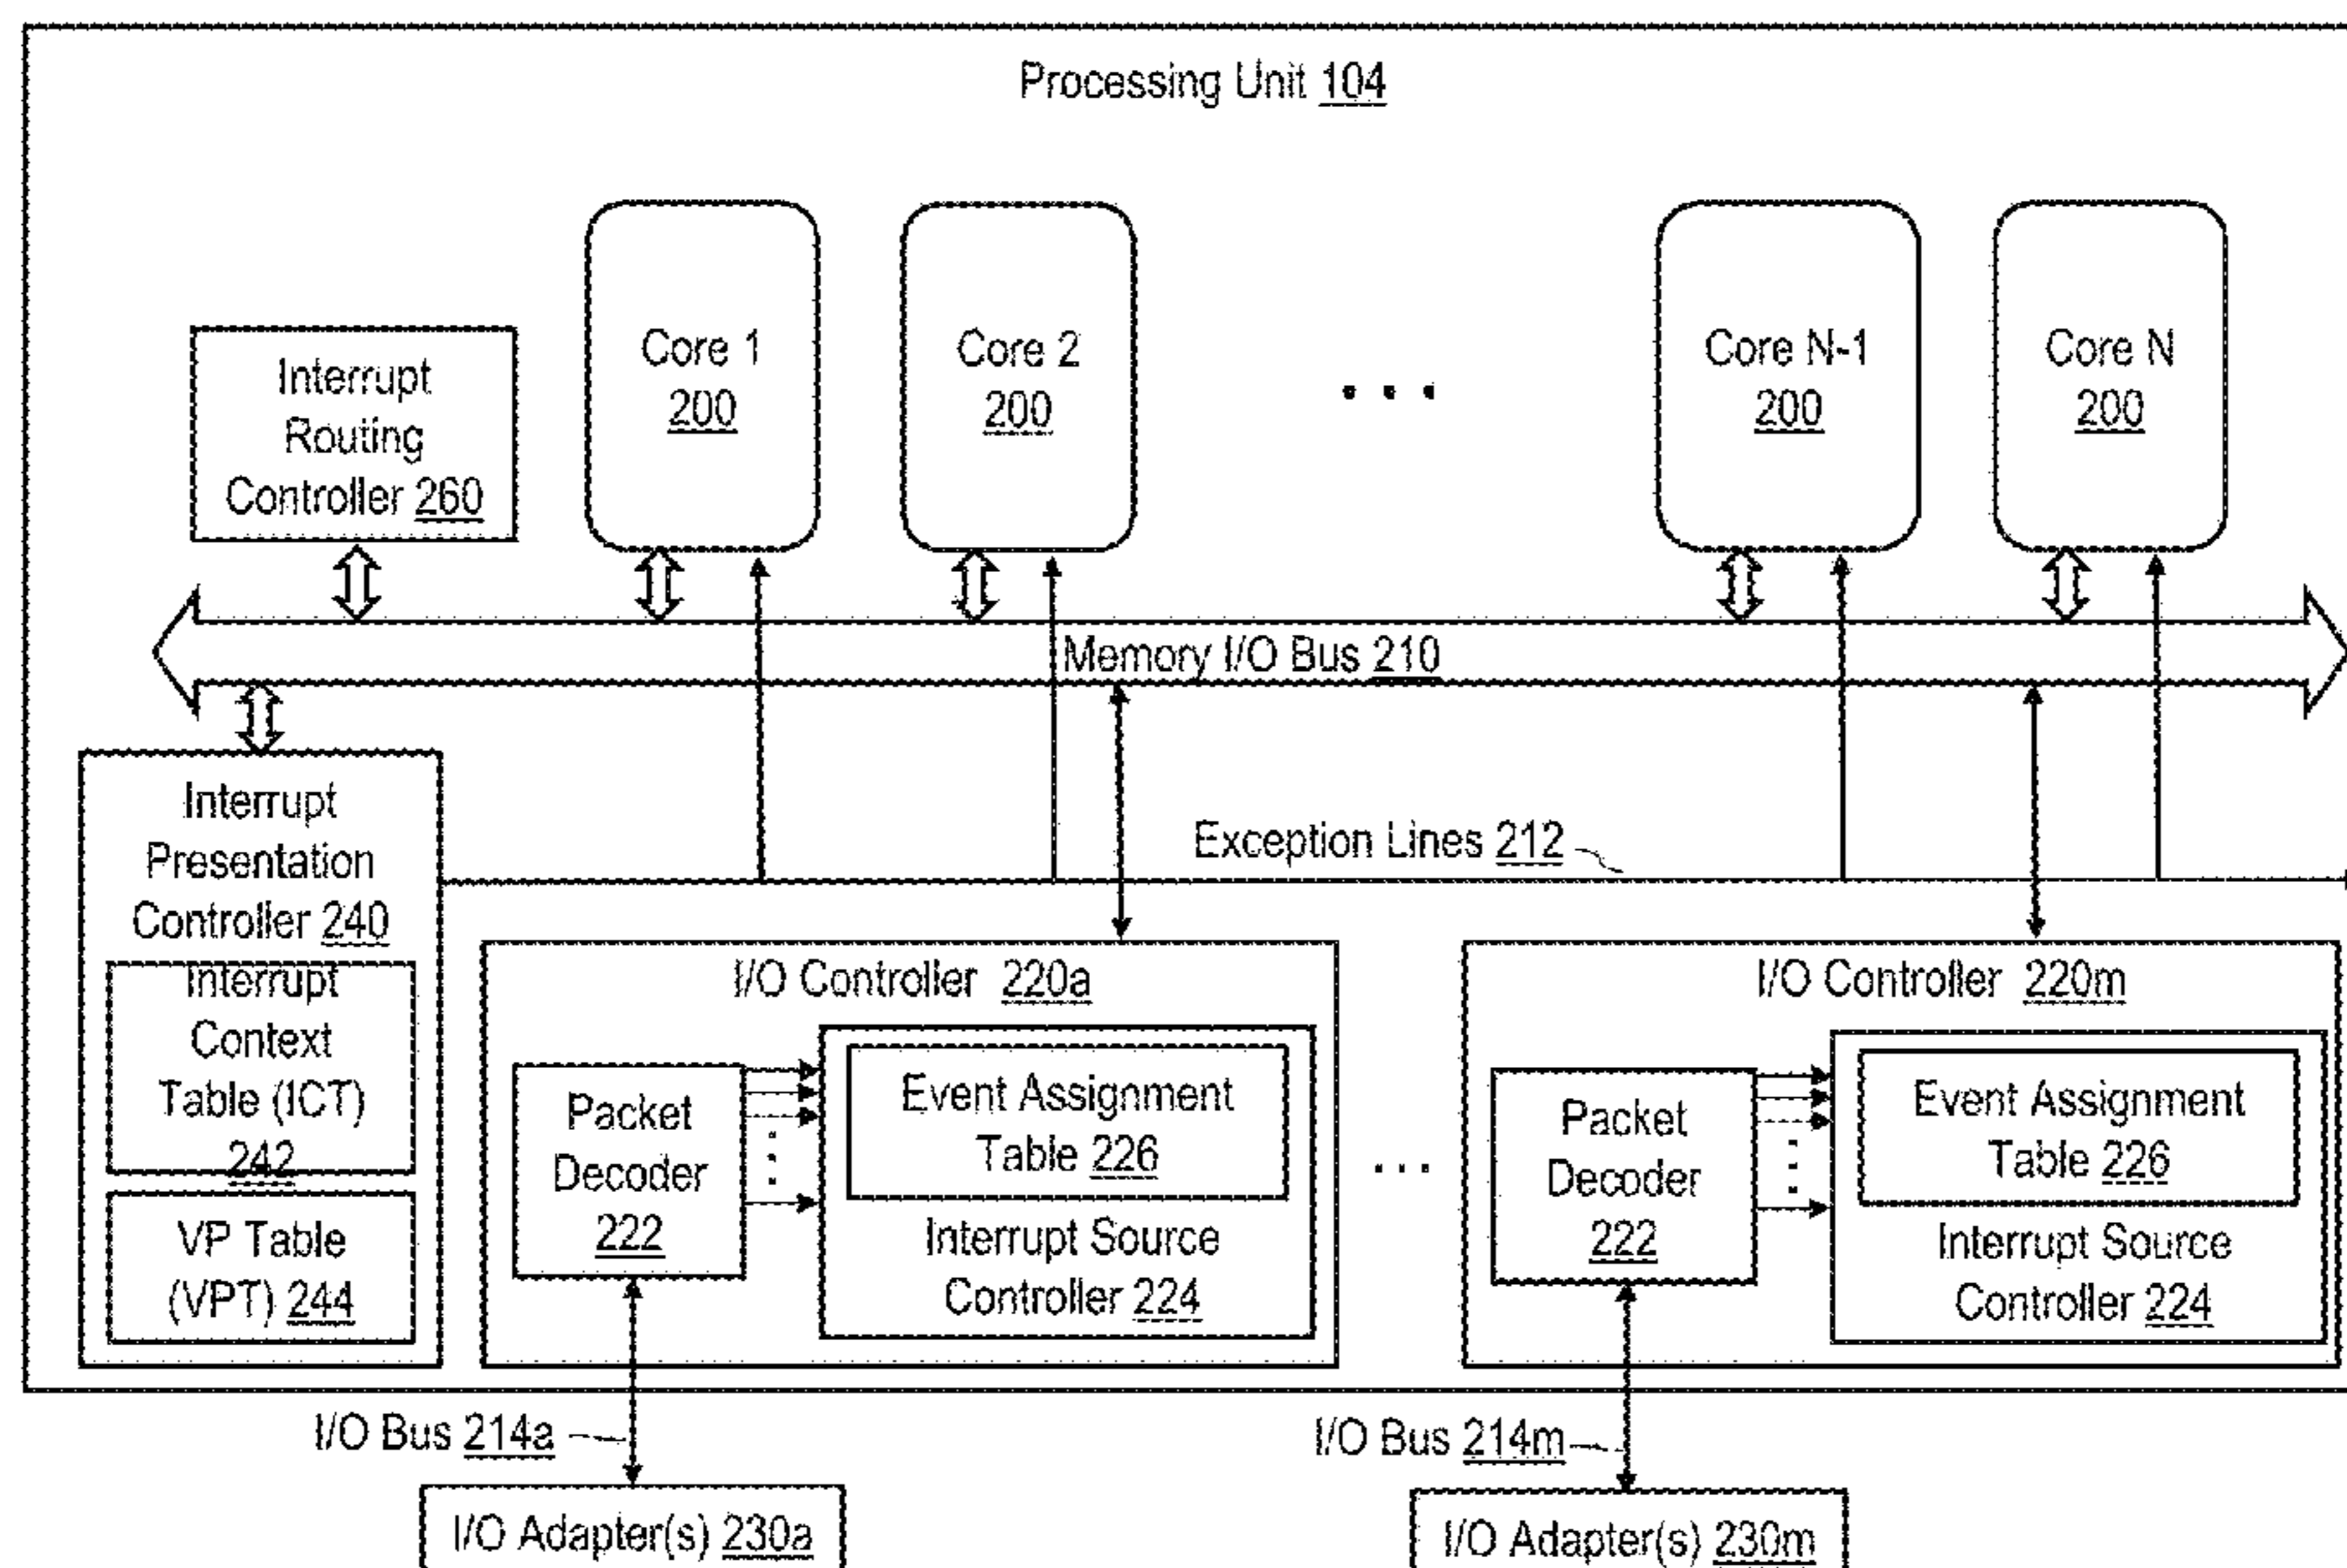 Processing Unit 104
Interrupt
Routing
Controller 260
Core 1
200
Core 2
200
. . .
Core N-1
200
Core N
200
Memory I/O Bus 210
Exception Lines 212
Interrupt
Presentation
Controller 240
Interrupt
Context
Table (ICT)
242
VP Table
(VPT) 244
I/O Controller 220a
Packet
Decoder
222
Event Assignment
Table 226
Interrupt Source
Controller 224
...
I/O Controller 220m
Packet
Decoder
222
Event Assignment
Table 226
Interrupt Source
Controller 224
I/O Bus 214a
I/O Bus 214m
I/O Adapter(s) 230a
I/O Adapter(s) 230m